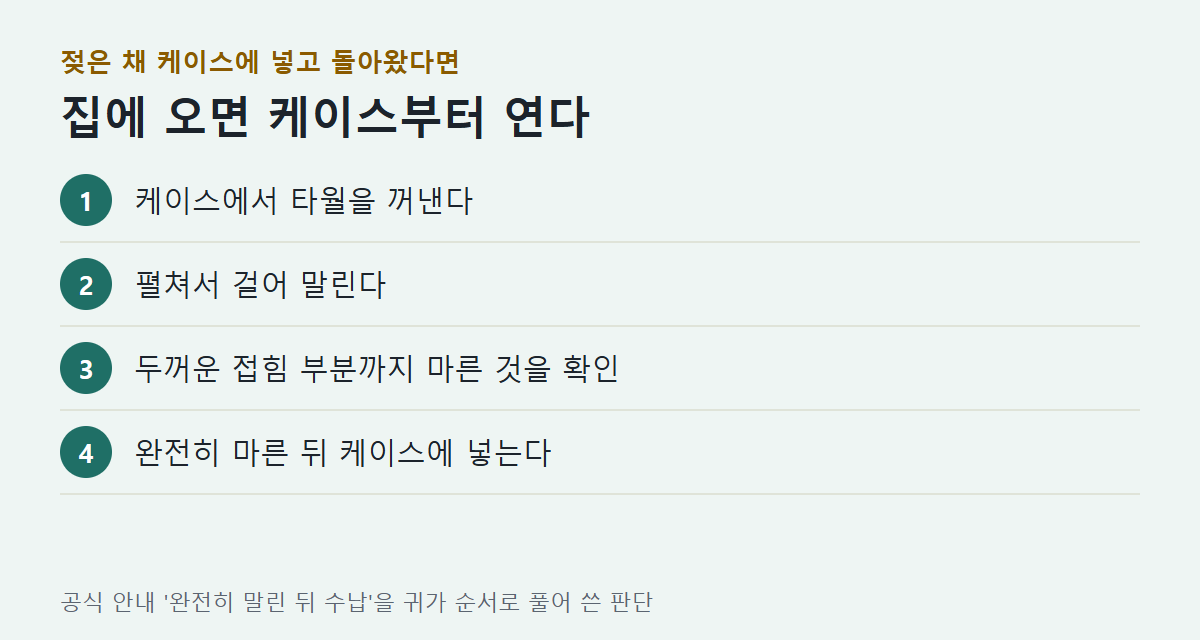 젖은 채 케이스에 넣고 돌아왔다면
집에 오면 케이스부터 연다
1 케이스에서 타월을 꺼낸다
2 펼쳐서 걸어 말린다
3 두꺼운 접힘 부분까지 마른 것을 확인
4 완전히 마른 뒤 케이스에 넣는다
공식 안내 '완전히 말린 뒤 수납'을 귀가 순서로 풀어 쓴 판단